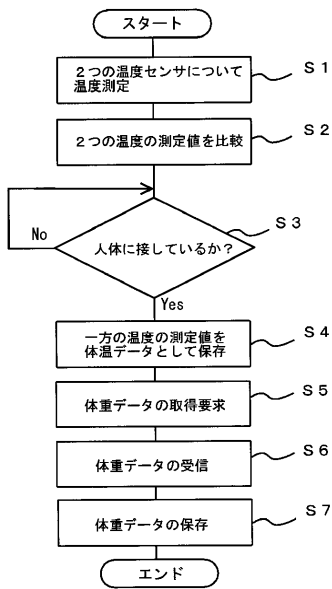 スタート
2つの温度センサについて
温度測定
S1
2つの温度の測定値を比較
S2
人体に接しているか?
S3
No
Yes
一方の温度の測定値を
体温データとして保存
S4
体重データの取得要求
S5
体重データの受信
S6
体重データの保存
S7
エンド